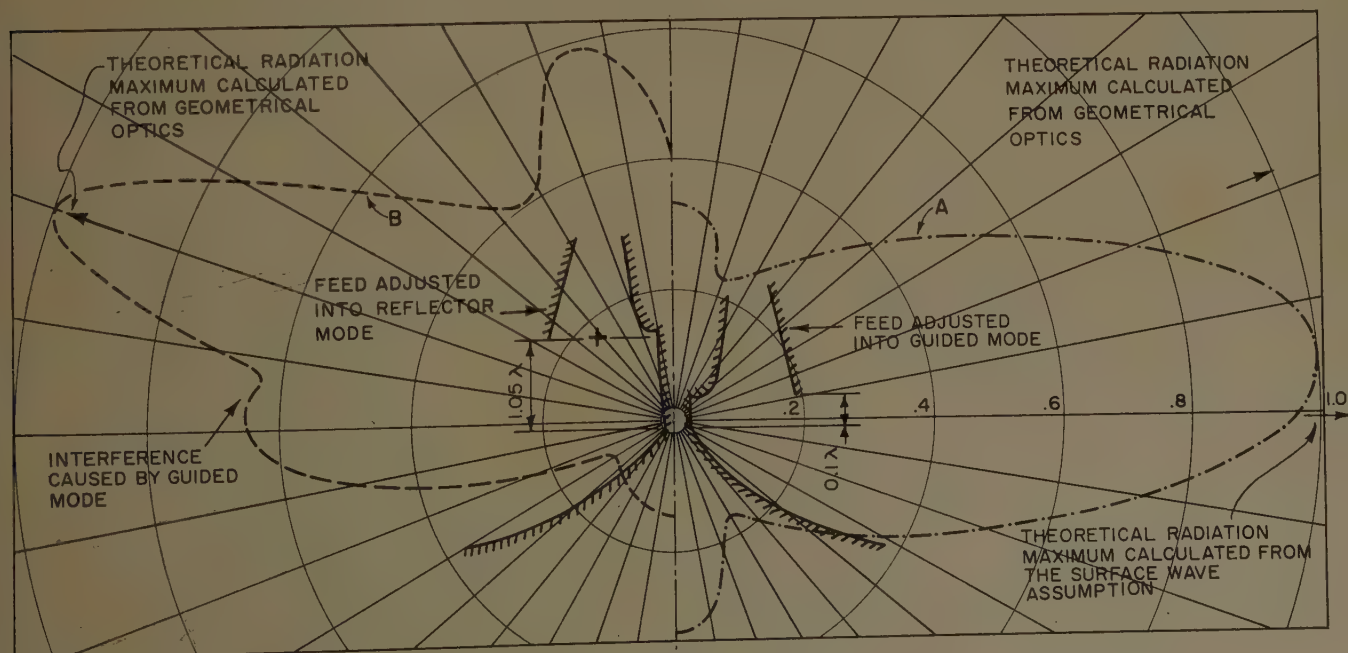 THEORETICAL RADIATION
MAXIMUM CALCULATED
FROM GEOMETRICAL
OPTICS
THEORETICAL RADIATION
MAXIMUM CALCULATED
FROM GEOMETRICAL
OPTICS
B
A
FEED ADJUSTED
INTO REFLECTOR
MODE
FEED ADJUSTED
INTO GUIDED MODE
1.05 λ
.2
.4
.6
.8
1.0
0.1 λ
INTERFERENCE
CAUSED BY GUIDED
MODE
THEORETICAL RADIATION
MAXIMUM CALCULATED FROM
THE SURFACE WAVE
ASSUMPTION